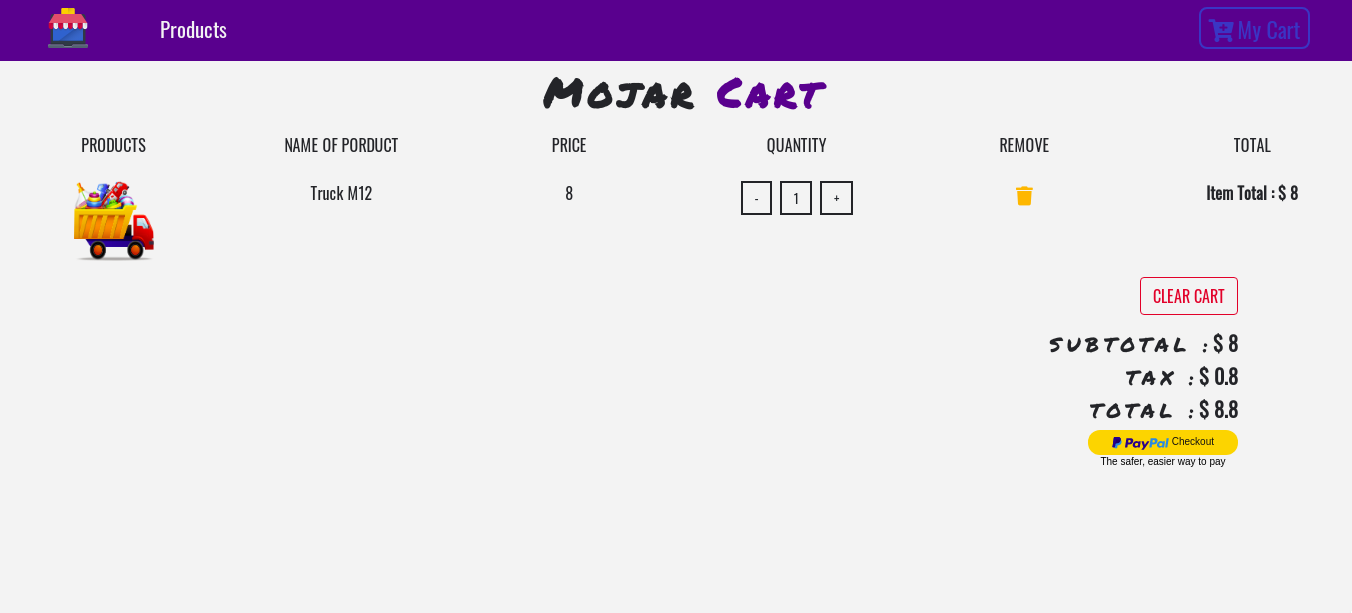 Products
My Cart
Mojar Cart
PRODUCTS NAME OF PORDUCT PRICE QUANTITY REMOVE TOTAL
Truck M12 8 - 1 + Item Total : $ 8
CLEAR CART
SUBTOTAL : $ 8
TAX : $ 0.8
TOTAL : $ 8.8
PayPal Checkout
The safer, easier way to pay